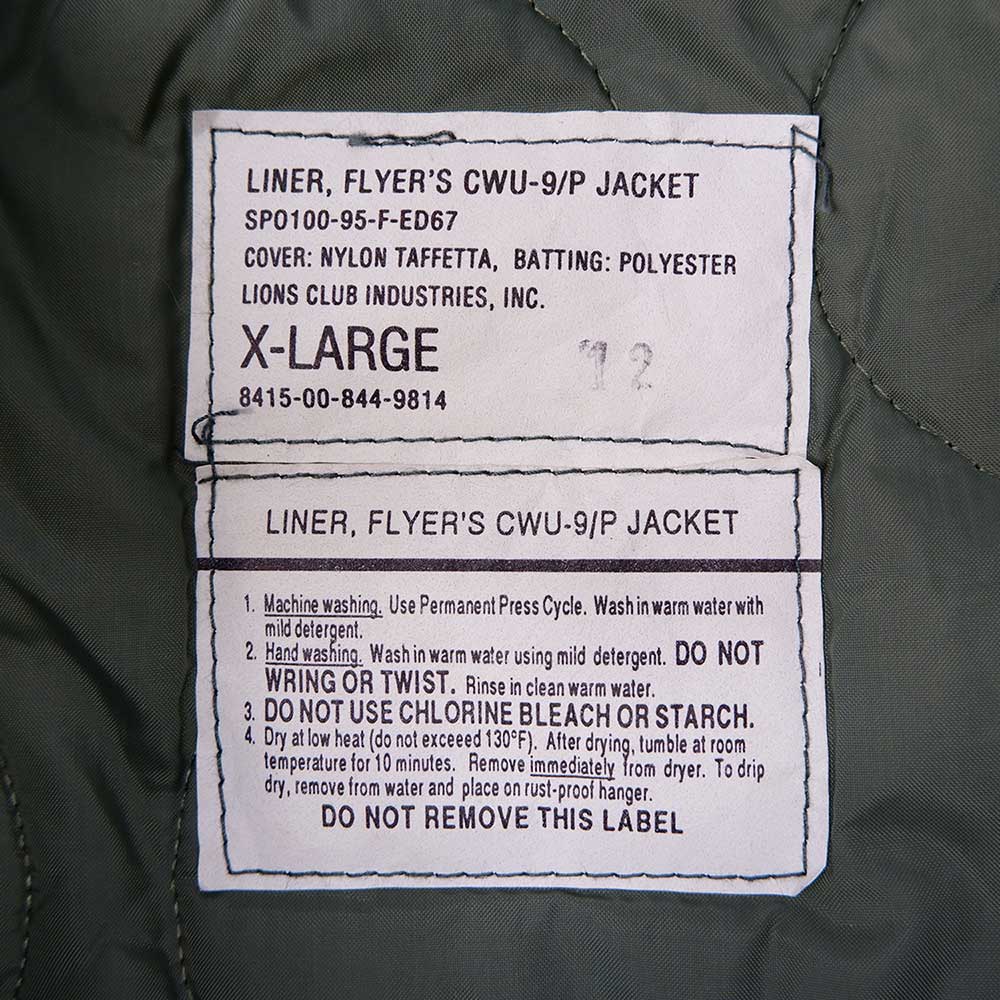 LINER, FLYER'S CWU-9/P JACKET
SPO100-95-F-ED67
COVER: NYLON TAFFETTA, BATTING: POLYESTER
LIONS CLUB INDUSTRIES, INC.
X-LARGE
12
8415-00-844-9814
LINER, FLYER'S CWU-9/P JACKET
1. Machine washing. Use Permanent Press Cycle. Wash in warm water with
mild detergent.
2. Hand washing. Wash in warm water using mild detergent. DO NOT
WRING OR TWIST. Rinse in clean warm water.
3. DO NOT USE CHLORINE BLEACH OR STARCH.
4. Dry at low heat (do not exceeed 130°F). After drying, tumble at room
temperature for 10 minutes. Remove immediately from dryer. To drip
dry, remove from water and place on rust-proof hanger.
DO NOT REMOVE THIS LABEL